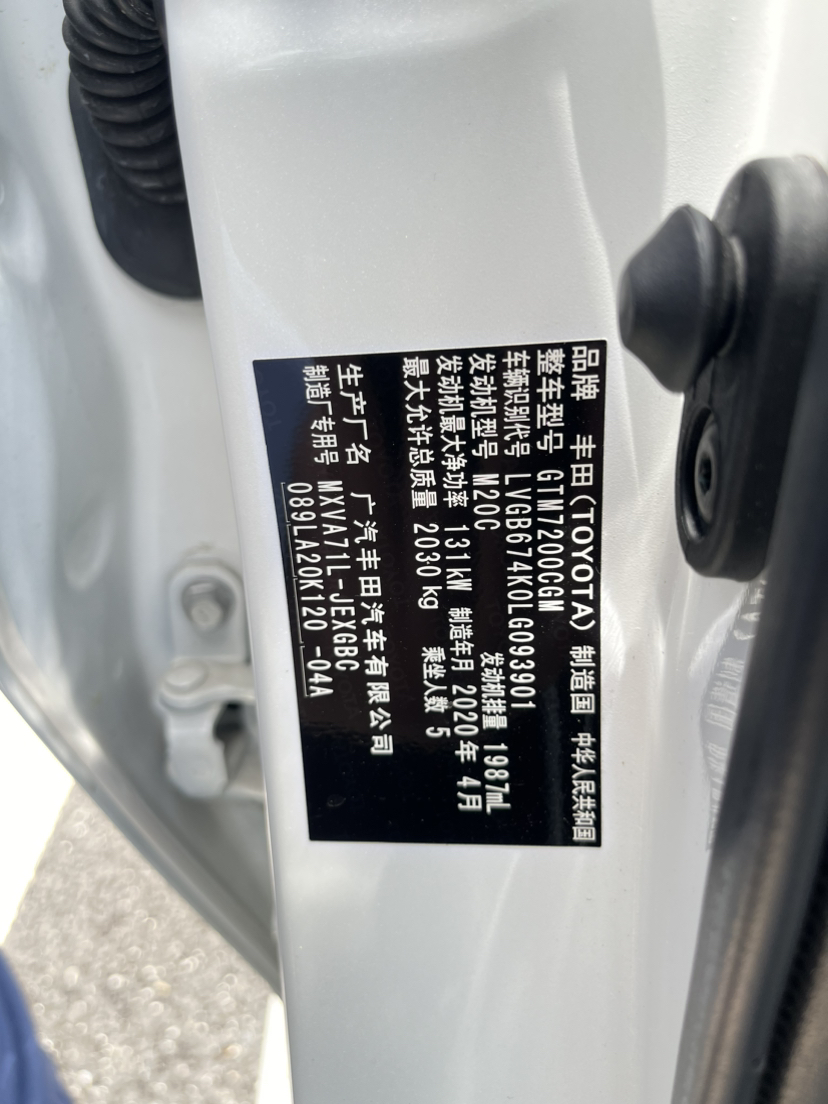 品牌 丰田(TOYOTA) 制造国 中华人民共和国
整车型号 GTM7200CGM
车辆识别代号 LVGB674K0LG093901
发动机型号 M20C 发动机排量 1987mL
发动机最大净功率 131kW 制造年月 2020年 4月
最大允许总质量 2030kg 乘坐人数 5
生产厂名 广汽丰田汽车有限公司
制造厂专用号 MXVA71L-JEXGBC
089LA20K120 -04A